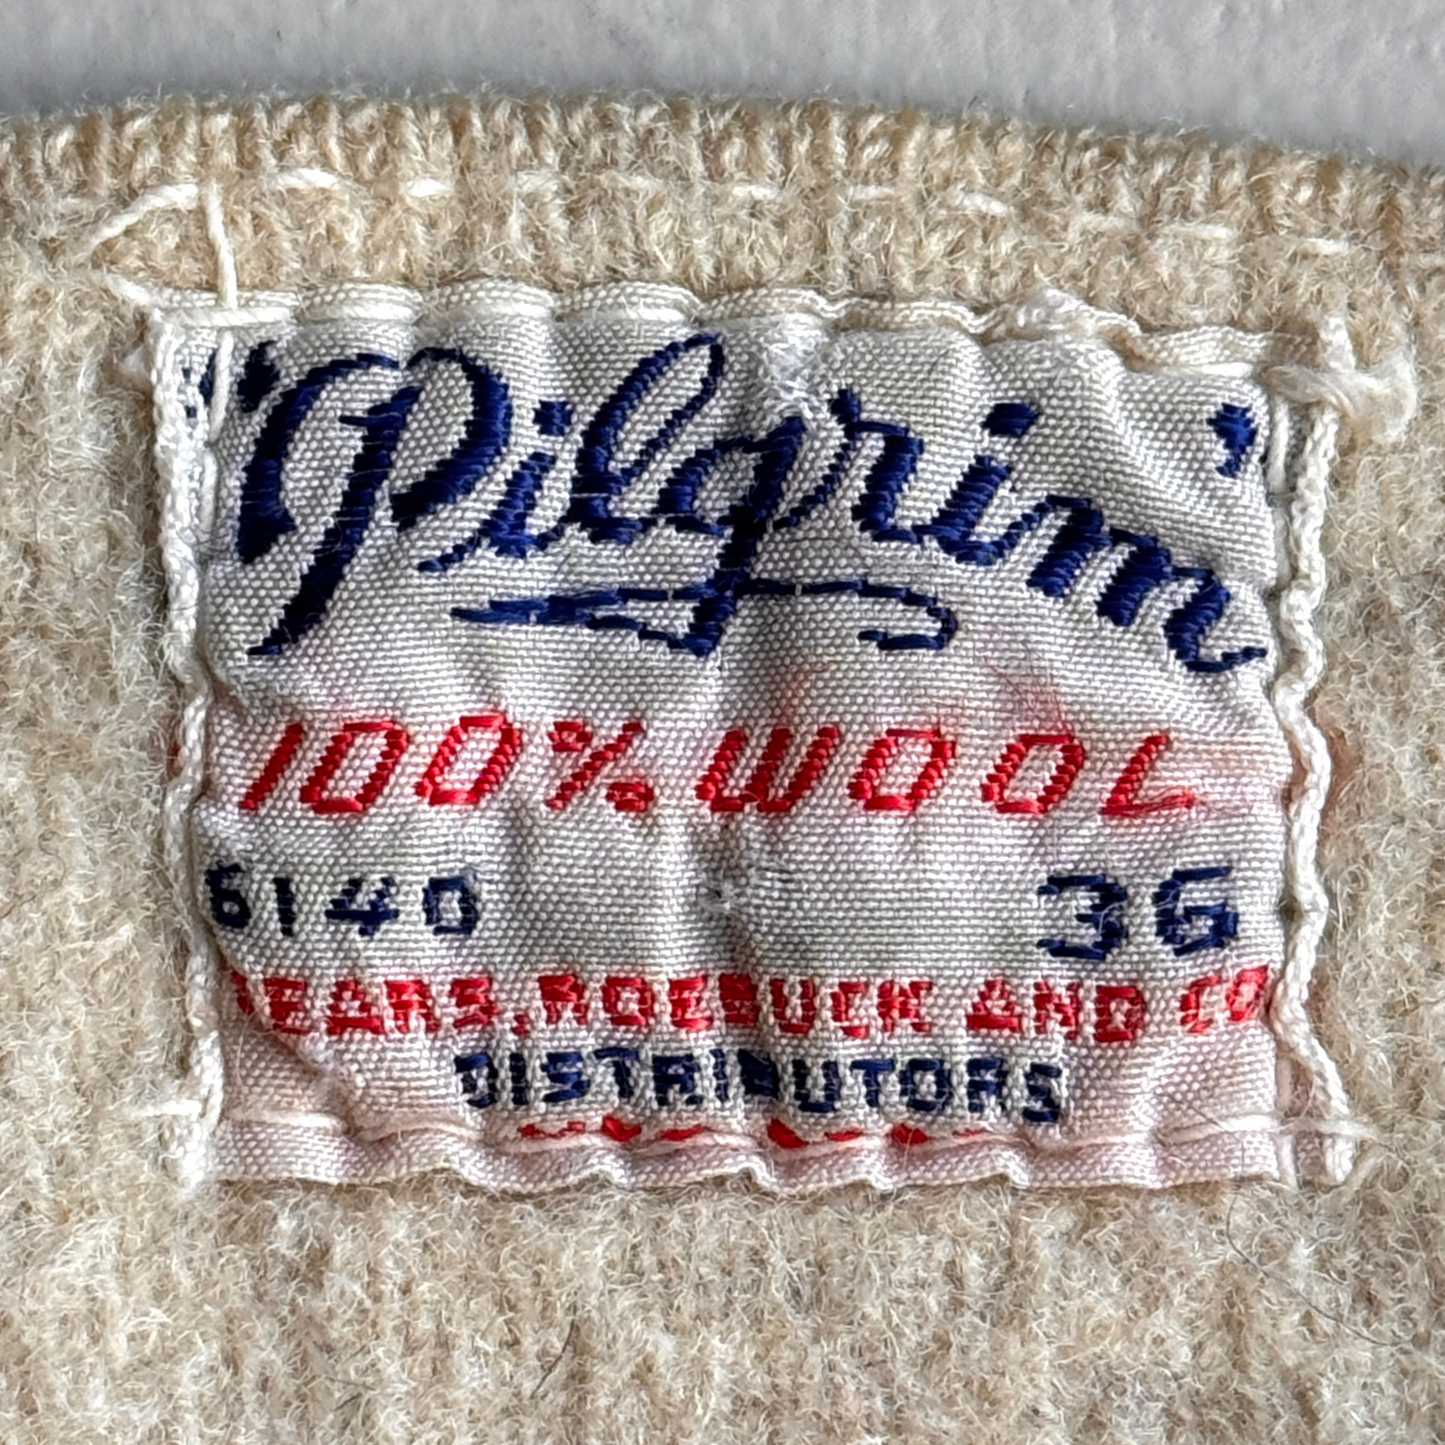 "Pilgrim"
100% WOOL
6140 36
SEARS, ROEBUCK AND CO
DISTRIBUTORS